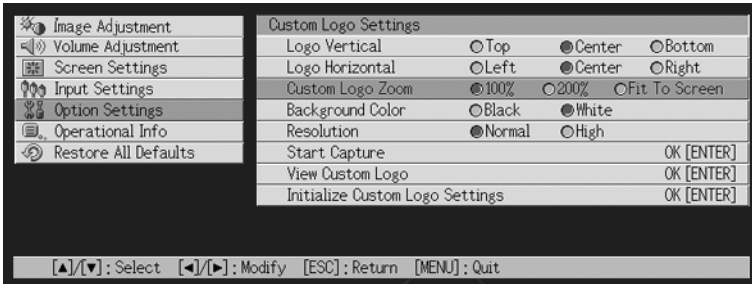 Image Adjustment
Volume Adjustment
Screen Settings
Input Settings
Option Settings
Operational Info
Restore All Defaults
Custom Logo Settings
Logo Vertical Top Center Bottom
Logo Horizontal Left Center Right
Custom Logo Zoom 100% 200% Fit To Screen
Background Color Black White
Resolution Normal High
Start Capture OK [ENTER]
View Custom Logo OK [ENTER]
Initialize Custom Logo Settings OK [ENTER]
[▲]/[▼] : Select [◀]/[▶] : Modify [ESC] : Return [MENU] : Quit